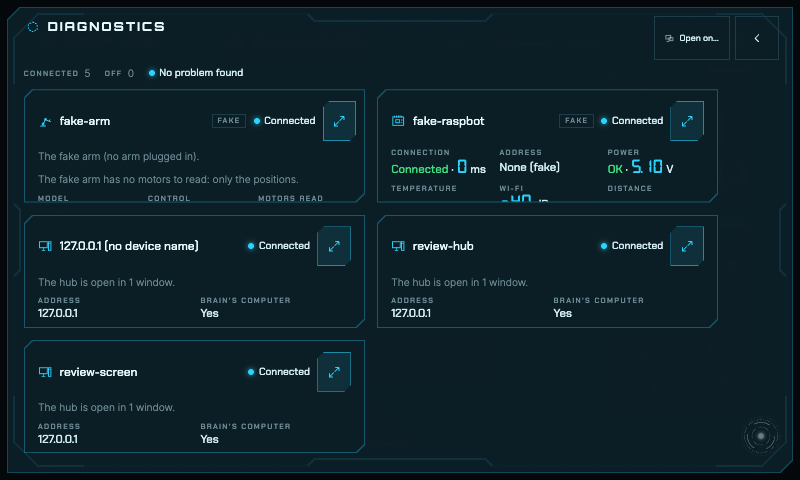 DIAGNOSTICS
Open on...
CONNECTED 5 OFF 0 No problem found
fake-arm FAKE Connected
The fake arm (no arm plugged in).
The fake arm has no motors to read: only the positions.
MODEL CONTROL MOTORS READ
fake-raspbot FAKE Connected
CONNECTION ADDRESS POWER
Connected · 0 ms None (fake) OK · 5.10 V
TEMPERATURE WI-FI DISTANCE
127.0.0.1 (no device name) Connected
The hub is open in 1 window.
ADDRESS BRAIN'S COMPUTER
127.0.0.1 Yes
review-hub Connected
The hub is open in 1 window.
ADDRESS BRAIN'S COMPUTER
127.0.0.1 Yes
review-screen Connected
The hub is open in 1 window.
ADDRESS BRAIN'S COMPUTER
127.0.0.1 Yes